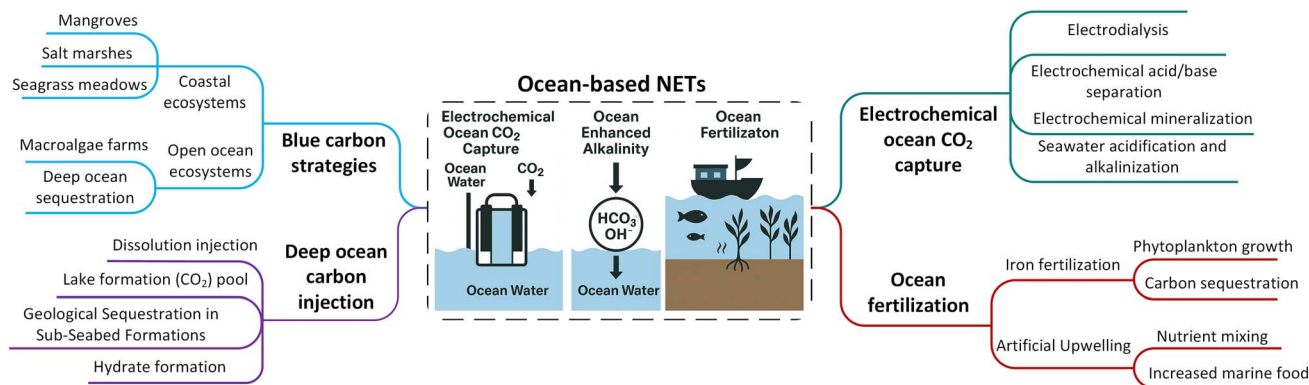 Mangroves
Salt marshes
Seagrass meadows
Coastal
ecosystems
Macroalgae farms
Deep ocean
sequestration
Open ocean
ecosystems
Blue carbon
strategies
Dissolution injection
Lake formation (CO₂) pool
Geological Sequestration in
Sub-Seabed Formations
Hydrate formation
Deep ocean
carbon
injection
Ocean-based NETs
Electrochemical
Ocean CO₂
Capture
Ocean
Water
CO₂
Ocean Water
Ocean
Enhanced
Alkalinity
HCO₃⁻
OH⁻
Ocean Water
Ocean
Fertilizaton
Electrochemical
ocean CO₂
capture
Electrodialysis
Electrochemical acid/base
separation
Electrochemical mineralization
Seawater acidification and
alkalinization
Ocean
fertilization
Iron fertilization
Phytoplankton growth
Carbon sequestration
Artificial Upwelling
Nutrient mixing
Increased marine food